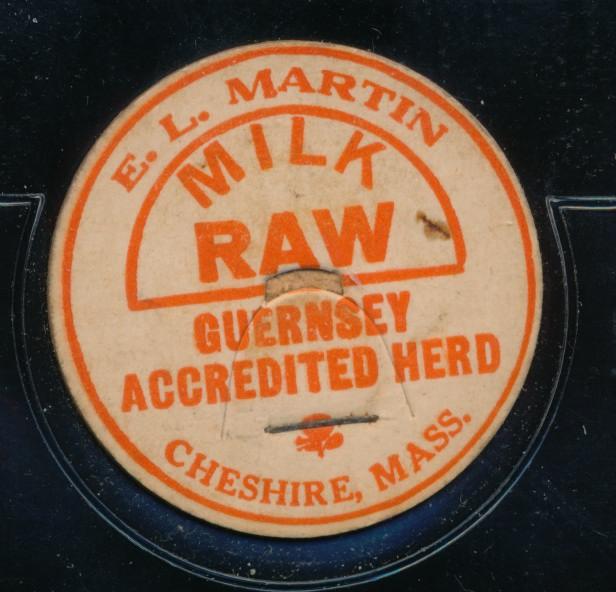 E. L. MARTIN
MILK
RAW
GUERNSEY
ACCREDITED HERD
CHESHIRE, MASS.